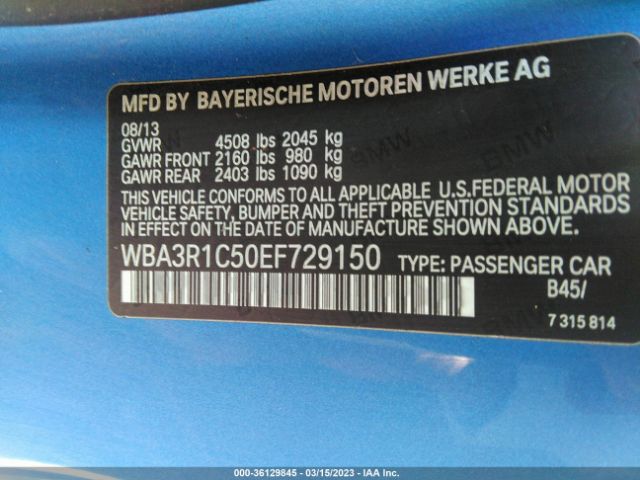 MFD BY BAYERISCHE MOTOREN WERKE AG
08/13
GVWR 4508 lbs 2045 kg
GAWR FRONT 2160 lbs 980 kg
GAWR REAR 2403 lbs 1090 kg
THIS VEHICLE CONFORMS TO ALL APPLICABLE U.S.FEDERAL MOTOR
VEHICLE SAFETY, BUMPER AND THEFT PREVENTION STANDARDS
IN EFFECT ON THE DATE OF MANUFACTURE SHOWN ABOVE.
WBA3R1C50EF729150 TYPE: PASSENGER CAR
B45/
7 315 814
BMW
000-36129845 - 03/15/2023 - IAA Inc.